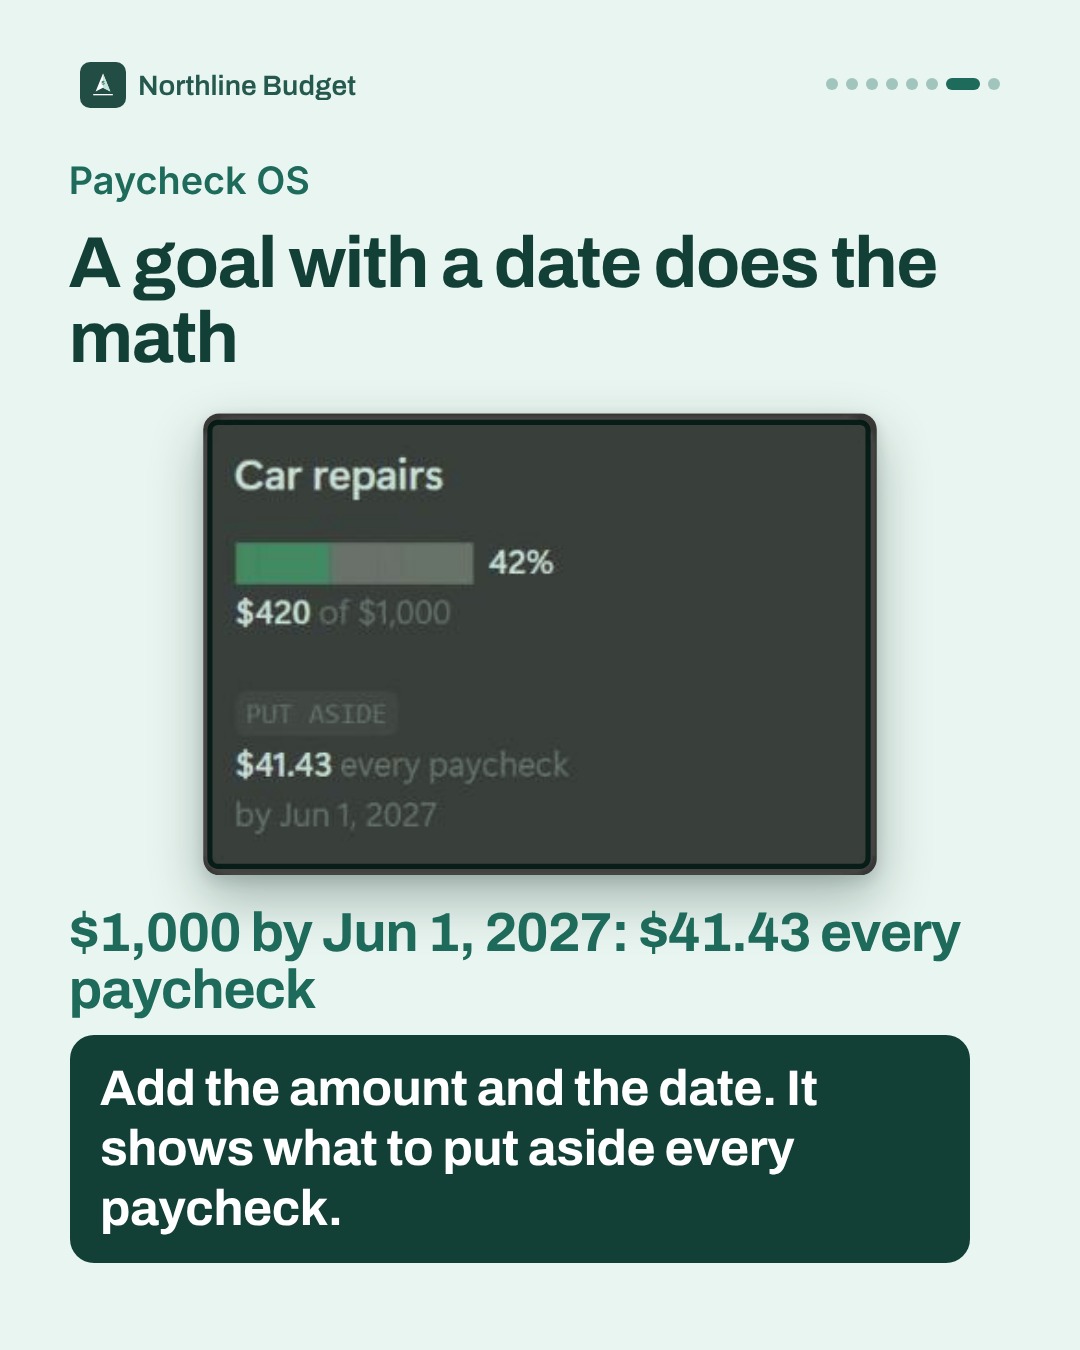 Northline Budget
Paycheck OS
A goal with a date does the
math
Car repairs
42%
$420 of $1,000
PUT ASIDE
$41.43 every paycheck
by Jun 1, 2027
$1,000 by Jun 1, 2027: $41.43 every
paycheck
Add the amount and the date. It
shows what to put aside every
paycheck.